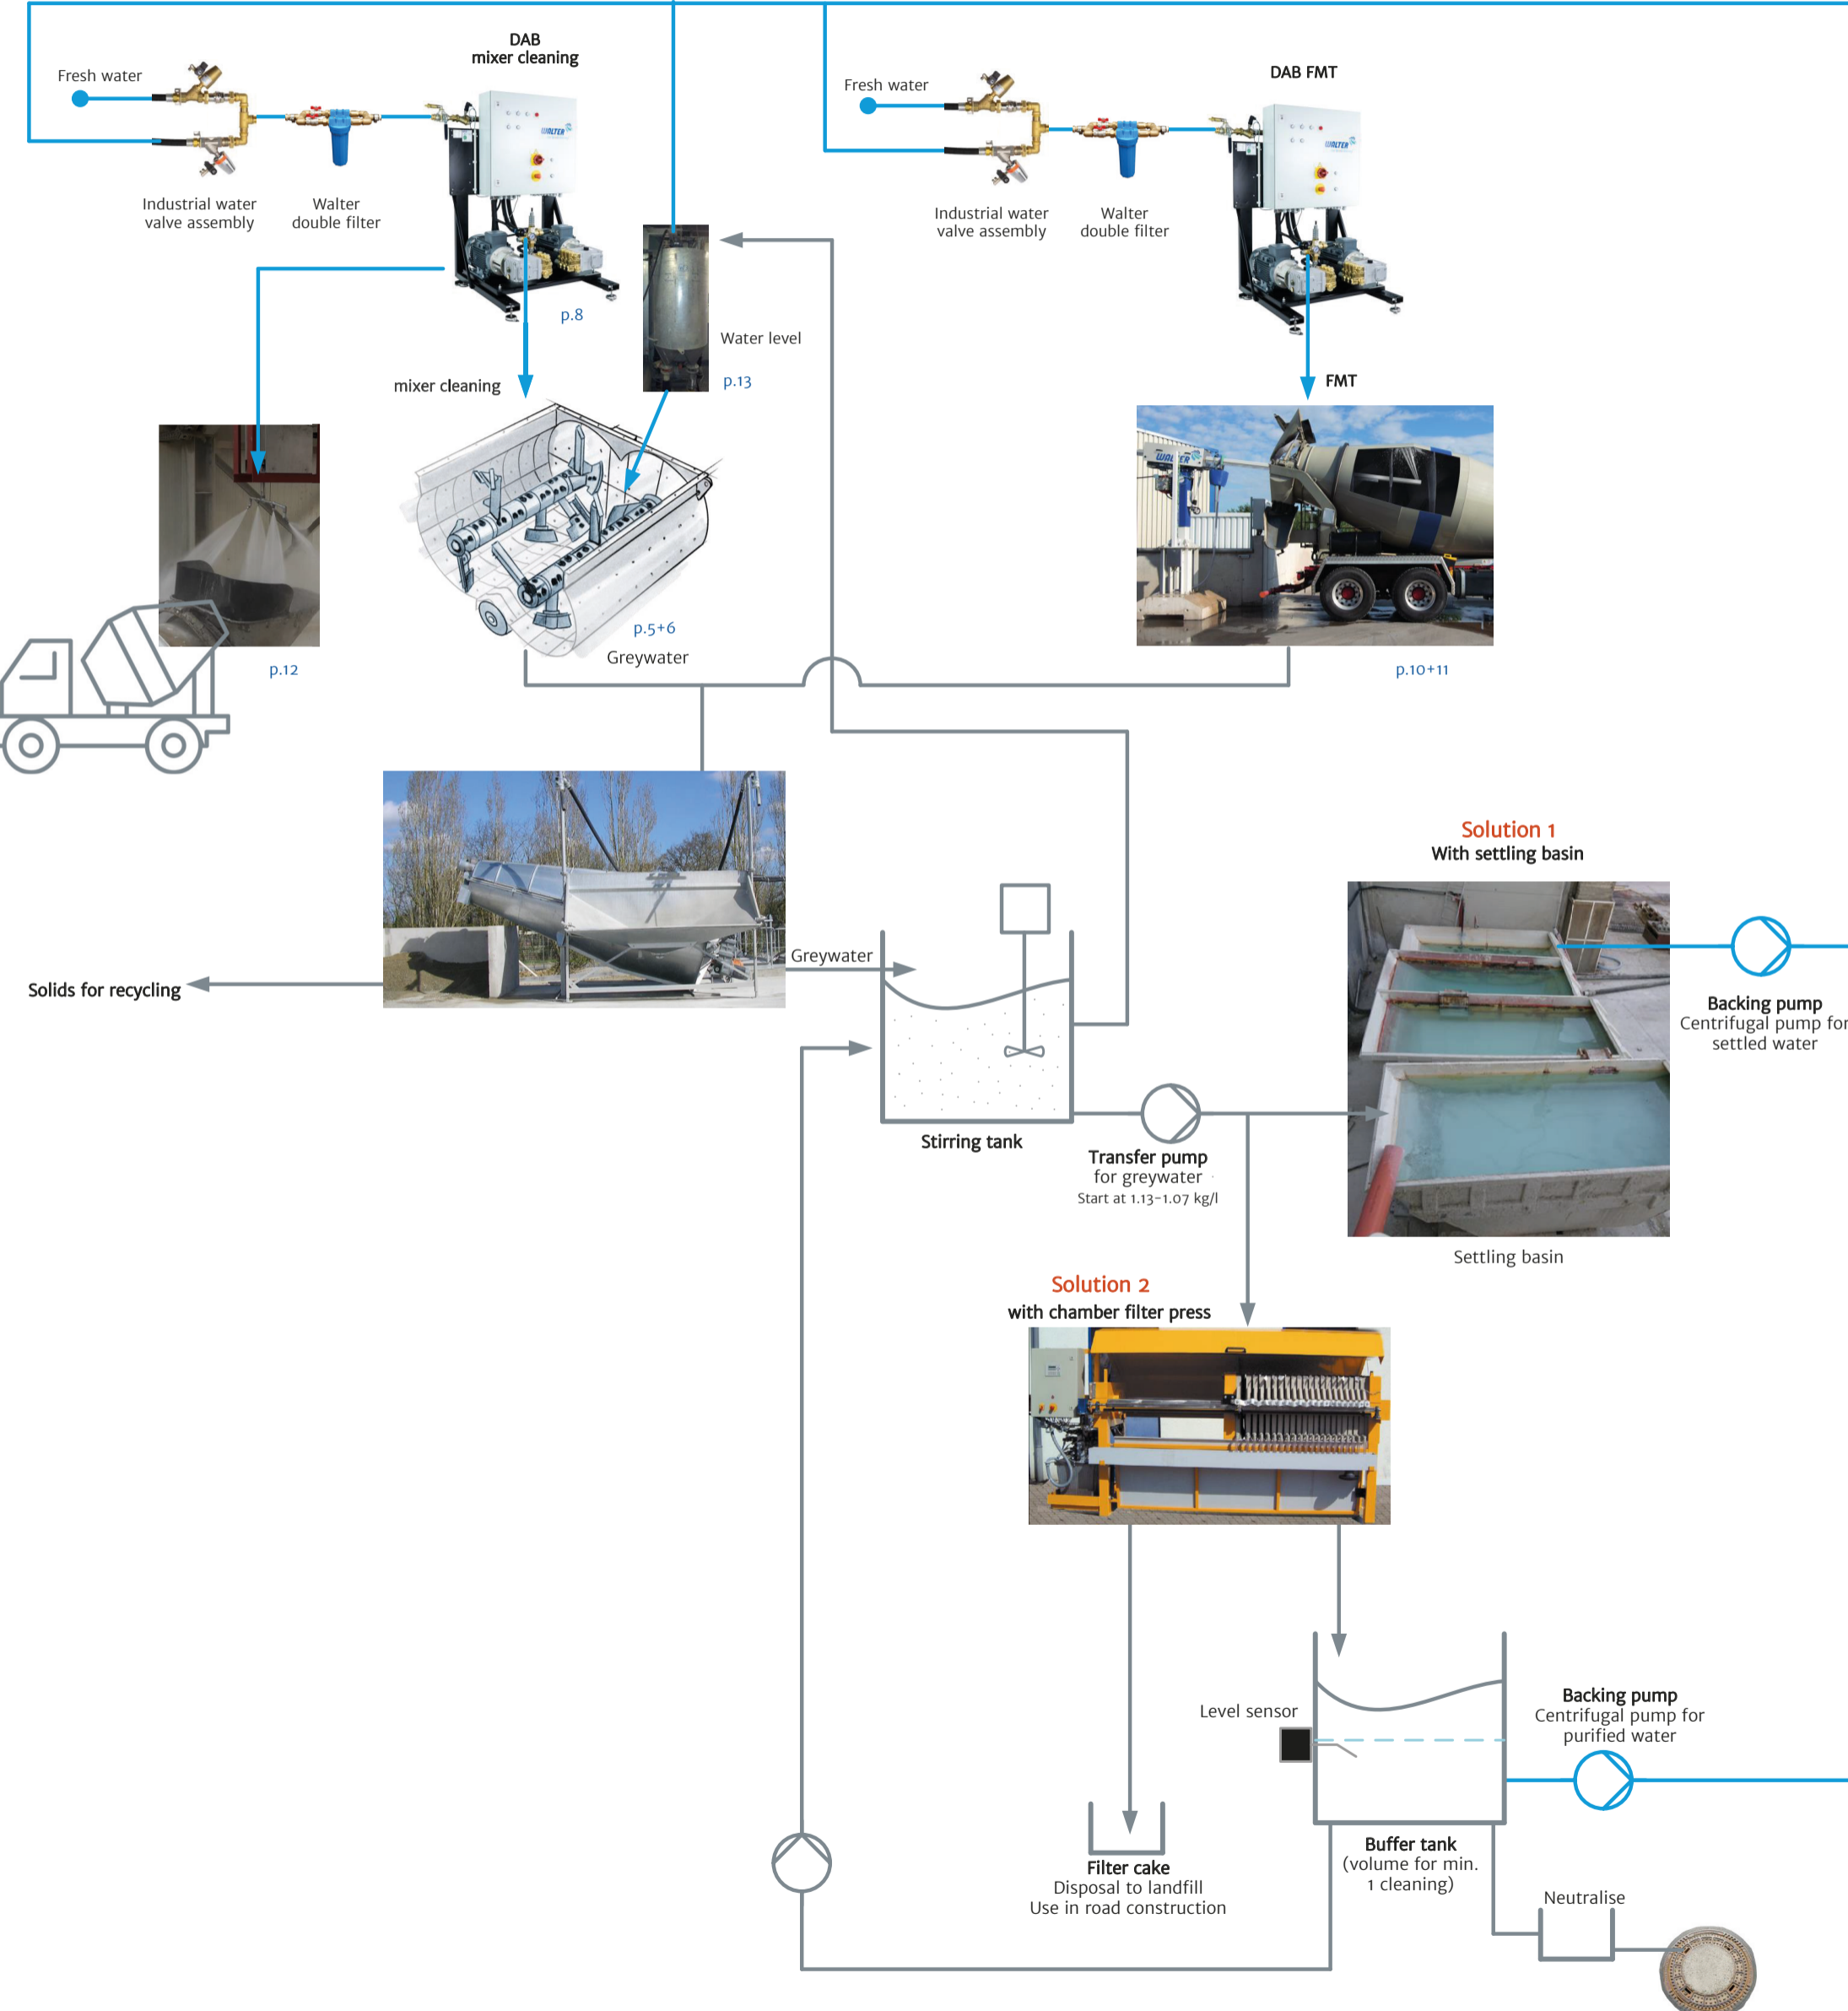 DAB
mixer cleaning
Fresh water
Industrial water
valve assembly
Walter
double filter
WALTER
p.8
Water level
p.13
mixer cleaning
p.5+6
Greywater
p.12
Fresh water
DAB FMT
Industrial water
valve assembly
Walter
double filter
WALTER
FMT
WALTER
p.10+11
Solids for recycling
Greywater
Stirring tank
Transfer pump
for greywater
Start at 1.13-1.07 kg/l
Solution 1
With settling basin
Settling basin
Backing pump
Centrifugal pump for
settled water
Solution 2
with chamber filter press
Filter cake
Disposal to landfill
Use in road construction
Level sensor
Buffer tank
(volume for min.
1 cleaning)
Backing pump
Centrifugal pump for
purified water
Neutralise